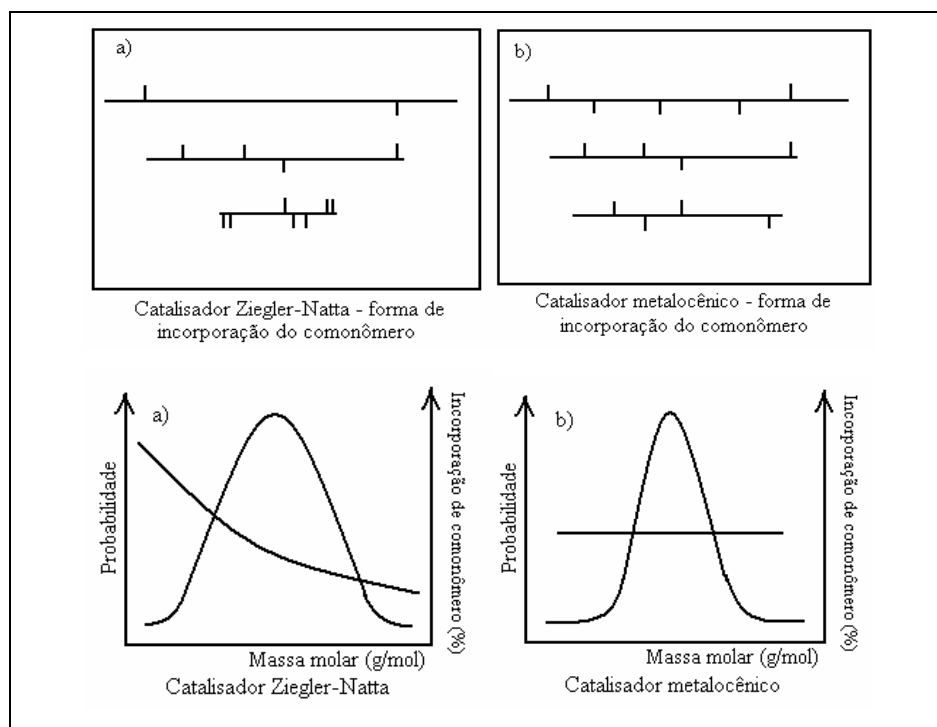 a)
Catalisador Ziegler-Natta - forma de
incorporação do comonômero
b)
Catalisador metalocênico - forma de
incorporação do comonômero
a)
Probabilidade
Incorporação de comonômero (%)
Massa molar (g/mol)
Catalisador Ziegler-Natta
b)
Probabilidade
Incorporação de comonômero (%)
Massa molar (g/mol)
Catalisador metalocênico